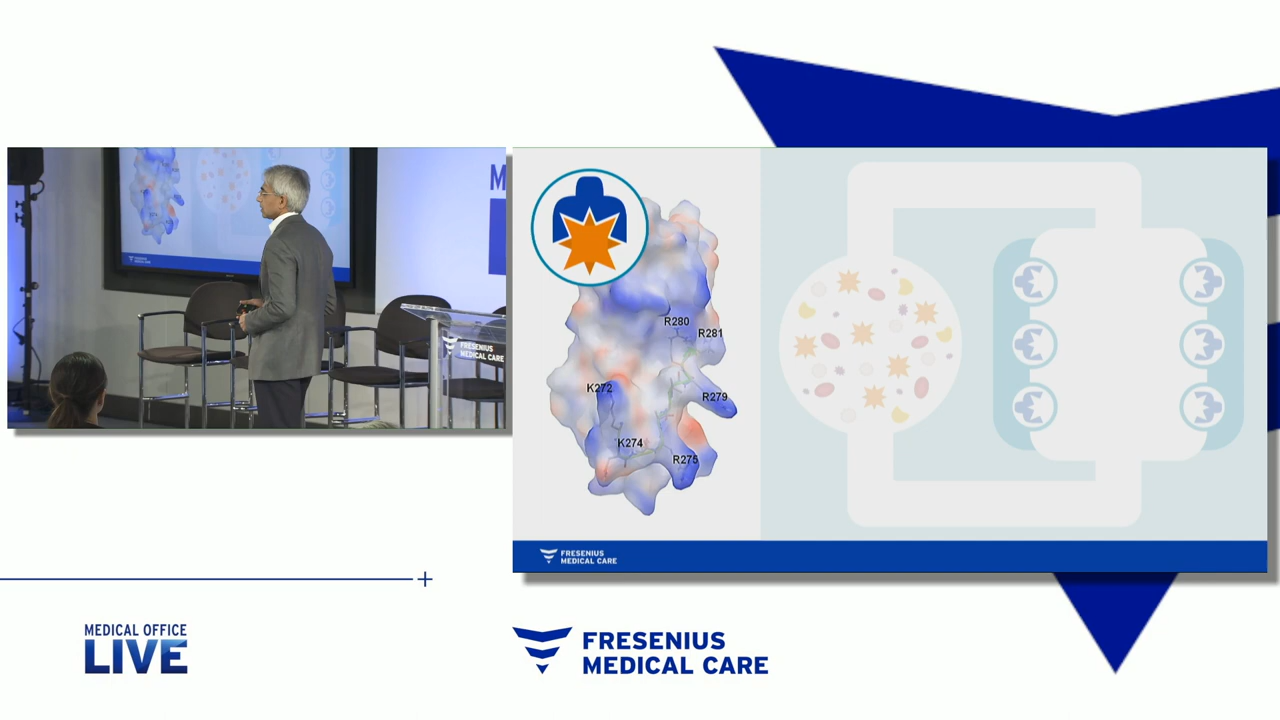 M
FRESENIUS
MEDICAL CARE
R280
R281
K272
R279
K274
R275
FRESENIUS
MEDICAL CARE
MEDICAL OFFICE
LIVE
FRESENIUS
MEDICAL CARE